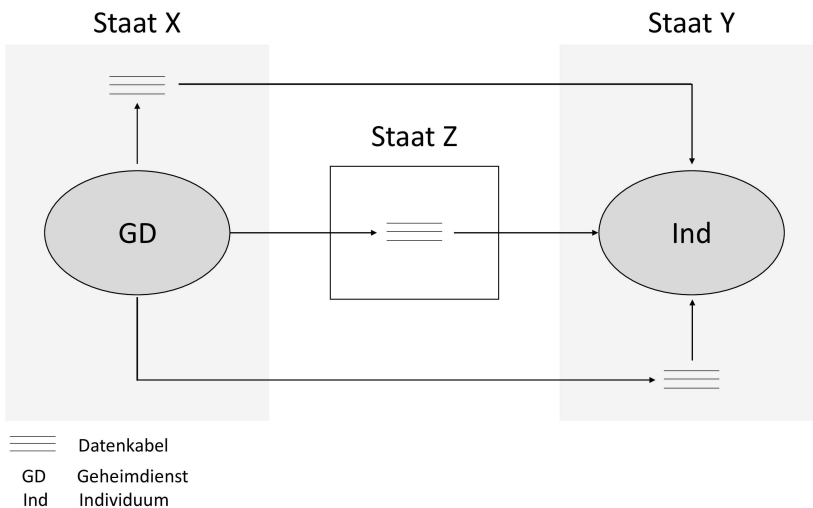 Staat X
Staat Y
Staat Z
GD
Ind
Datenkabel
GD Geheimdienst
Ind Individuum